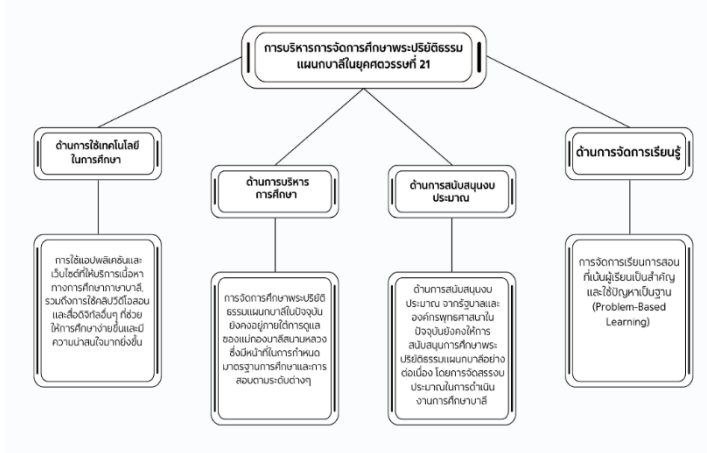 การบริหารการจัดการศึกษาพระปริยัติธรรม
แผนกบาลีในยุคศตวรรษที่ 21
ด้านการใช้เทคโนโลยี
ในการศึกษา
ด้านการบริหาร
การศึกษา
ด้านการสนับสนุนงบ
ประมาณ
ด้านการจัดการเรียนรู้
การใช้แอปพลิเคชันและ
เว็บไซต์ที่ให้บริการเนื้อหา
ทางการศึกษาภาษาบาลี,
รวมถึงการใช้คลิปวีดีโอสอน
และสื่อดิจิทัลอื่นๆ ที่ช่วย
ให้การศึกษาง่ายขึ้นและมี
ความน่าสนใจมากยิ่งขึ้น
การจัดการศึกษาพระปริยัติ
ธรรมแผนกบาลีในปัจจุบัน
ยังคงอยู่ภายใต้การดูแล
ของแม่กองบาลีสนามหลวง
ซึ่งมีหน้าที่ในการกำหนด
มาตรฐานการศึกษาและการ
สอบตามระดับต่างๆ
ด้านการสนับสนุนงบ
ประมาณ จากรัฐบาลและ
องค์กรพุทธศาสนาใน
ปัจจุบันยังคงให้การ
สนับสนุนการศึกษาพระ
ปริยัติธรรมแผนกบาลีอย่าง
ต่อเนื่อง โดยการจัดสรรงบ
ประมาณในการดำเนิน
งานการศึกษาบาลี
การจัดการเรียนการสอน
ที่เน้นผู้เรียนเป็นสำคัญ
และใช้ปัญหาเป็นฐาน
(Problem-Based
Learning)